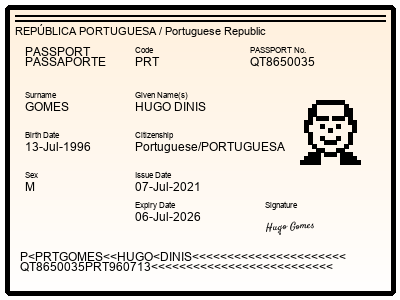 REPÚBLICA PORTUGUESA / Portuguese Republic
PASSPORT
PASSAPORTE
Code
PRT
PASSPORT No.
QT8650035
Surname
GOMES
Given Name(s)
HUGO DINIS
Birth Date
13-Jul-1996
Citizenship
Portuguese/PORTUGUESA
Sex
M
Issue Date
07-Jul-2021
Expiry Date
06-Jul-2026
Signature
Hugo Gomes
P<PRTGOMES<<HUGO<DINIS<<<<<<<<<<<<<<<<<<<<<<
QT8650035PRT960713<<<<<<<<<<<<<<<<<<<<<<<<<<